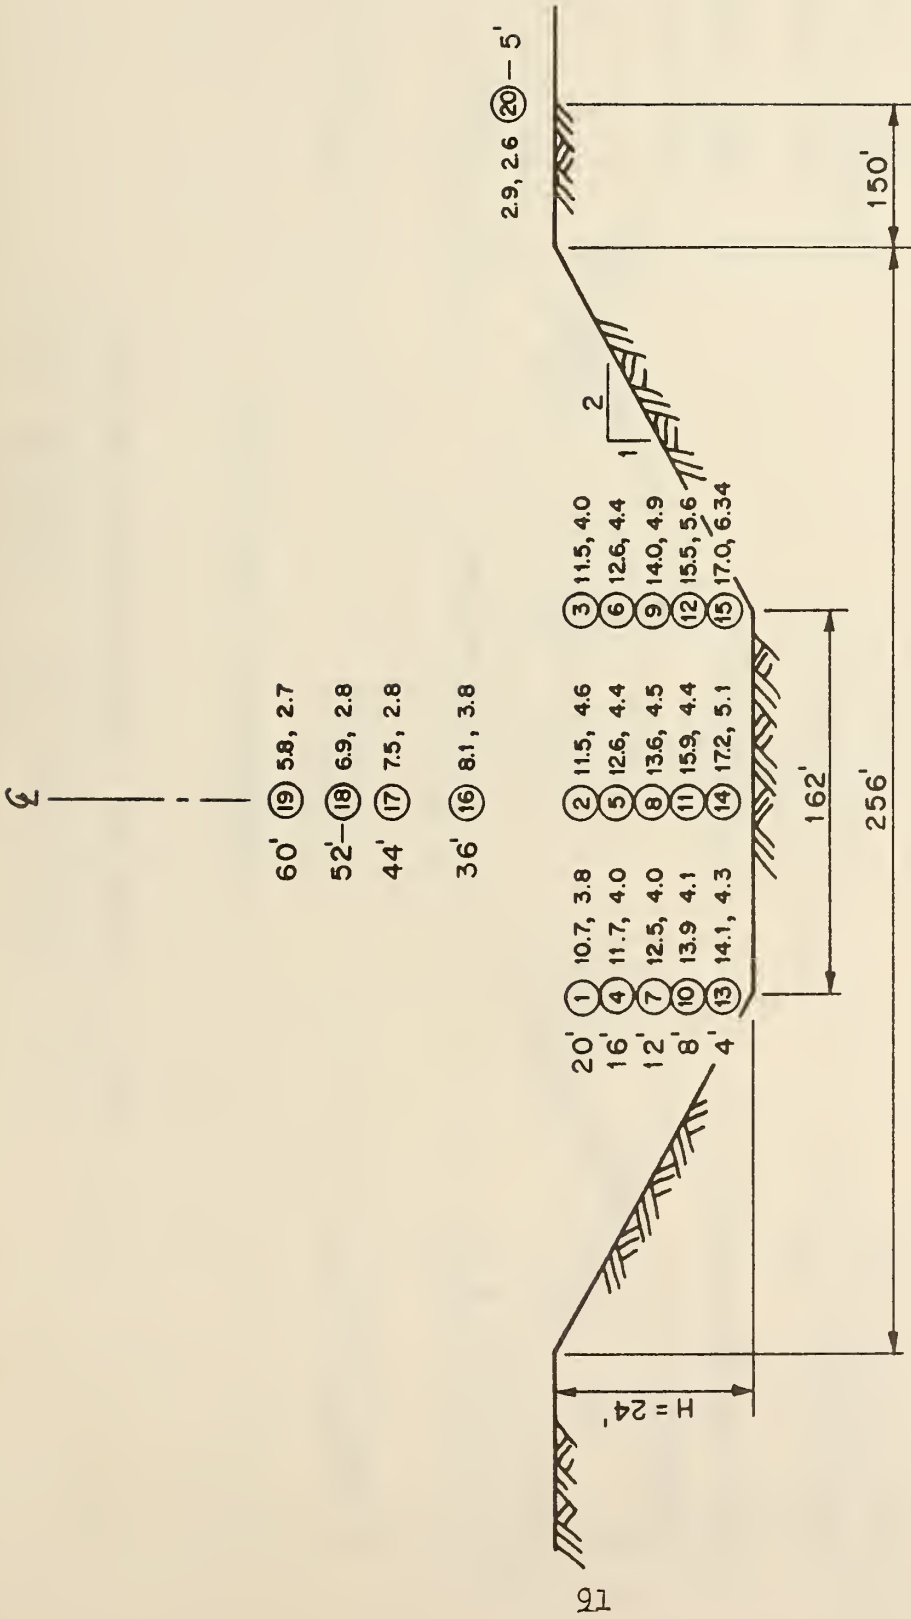 ℄
60' 19 5.8, 2.7
52'— 18 6.9, 2.8
44' 17 7.5, 2.8
36' 16 8.1, 3.8
2.9, 2.6 20 — 5'
20' 1 10.7, 3.8 2 11.5, 4.6 3 11.5, 4.0
16' 4 11.7, 4.0 5 12.6, 4.4 6 12.6, 4.4
12' 7 12.5, 4.0 8 13.6, 4.5 9 14.0, 4.9
8' 10 13.9 4.1 11 15.9, 4.4 12 15.5, 5.6
4' 13 14.1, 4.3 14 17.2, 5.1 15 17.0, 6.34
2
1
H = 24'
162'
256'
150'
16